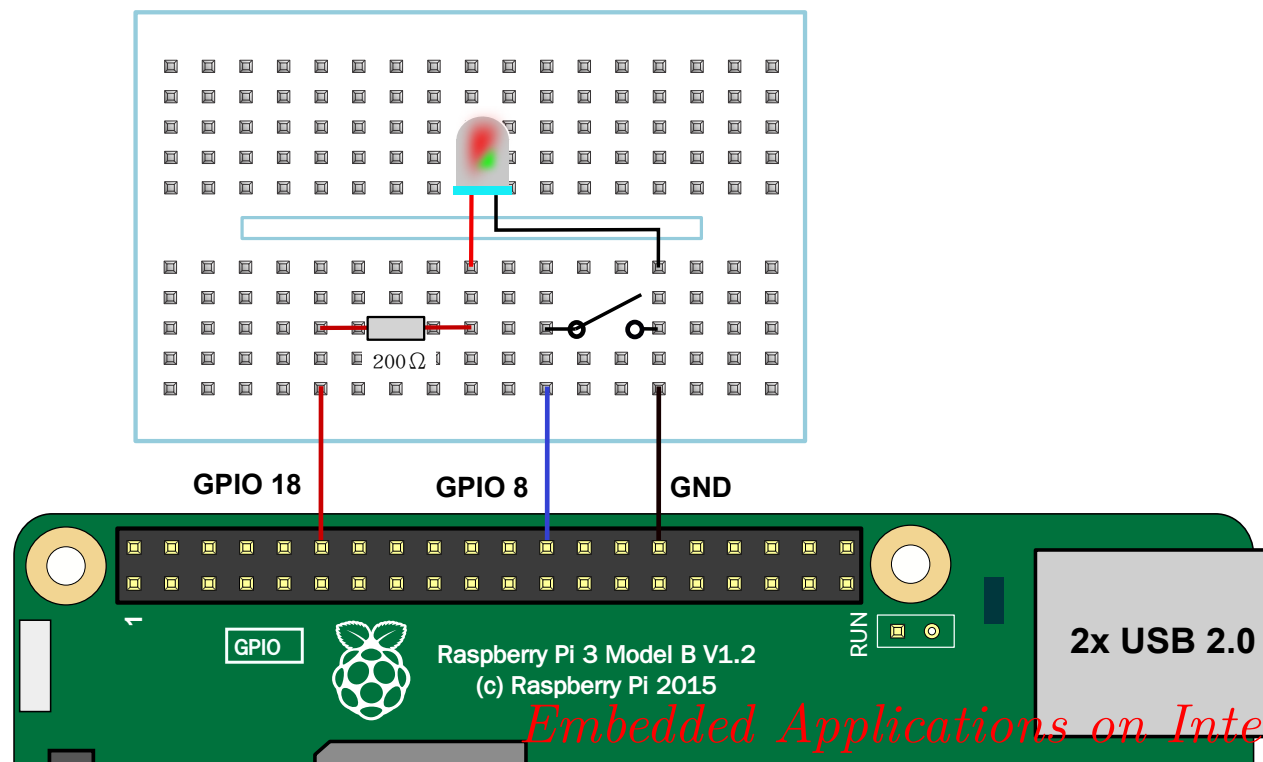 200Ω
GPIO 18
GPIO 8
GND
1
GPIO
Raspberry Pi 3 Model B V1.2
(c) Raspberry Pi 2015
RUN
2x USB 2.0
Embedded Applications on Inte